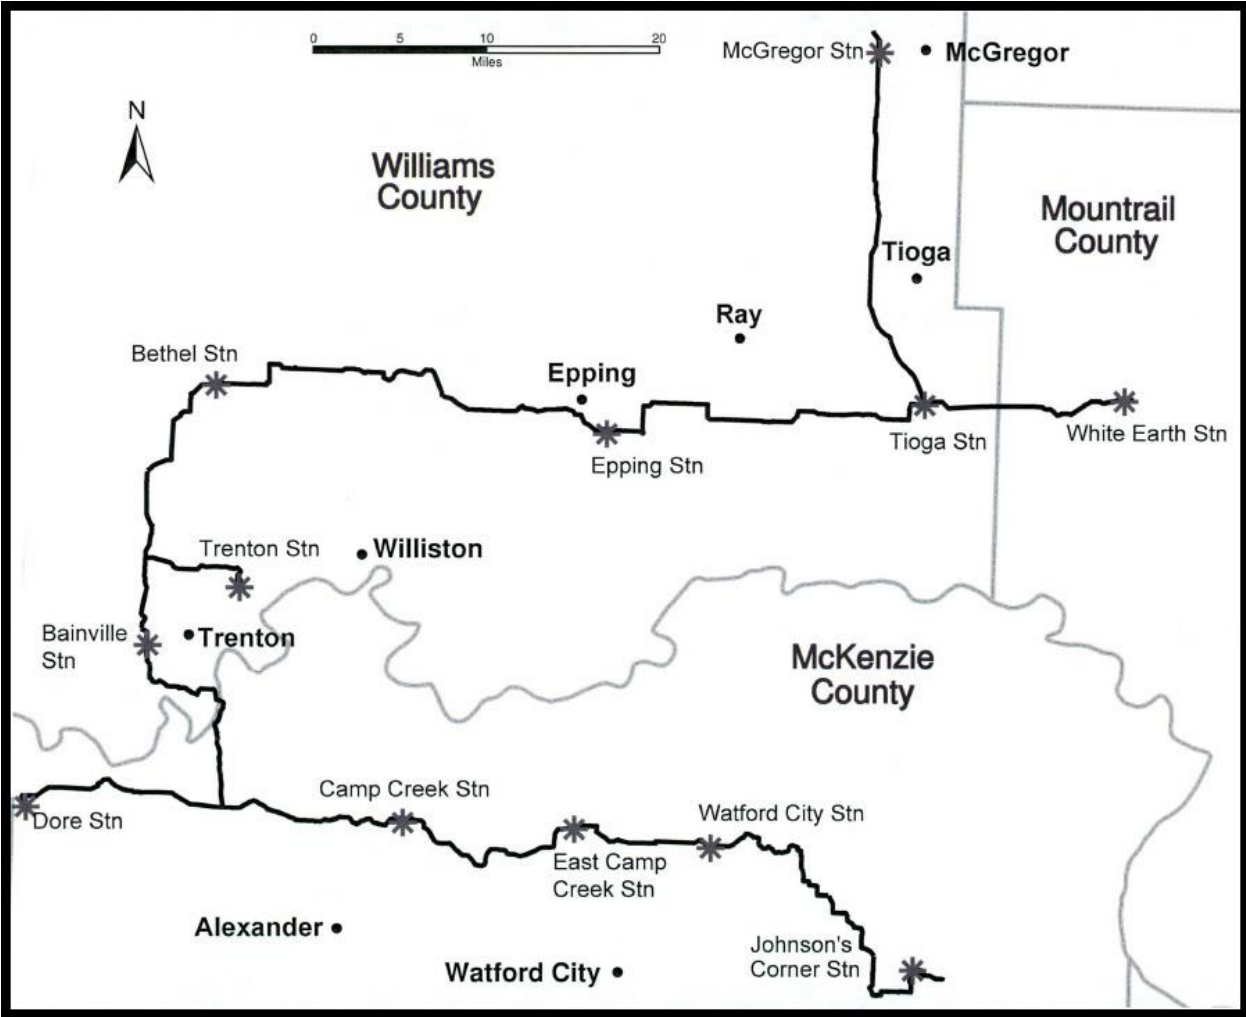 0 5 10 20
Miles
McGregor Stn
McGregor
N
Williams
County
Mountrail
County
Tioga
Ray
Bethel Stn
Epping
Epping Stn
Tioga Stn
White Earth Stn
Trenton Stn
Williston
Bainville
Stn
Trenton
McKenzie
County
Camp Creek Stn
Watford City Stn
Dore Stn
East Camp
Creek Stn
Alexander
Johnson's
Corner Stn
Watford City